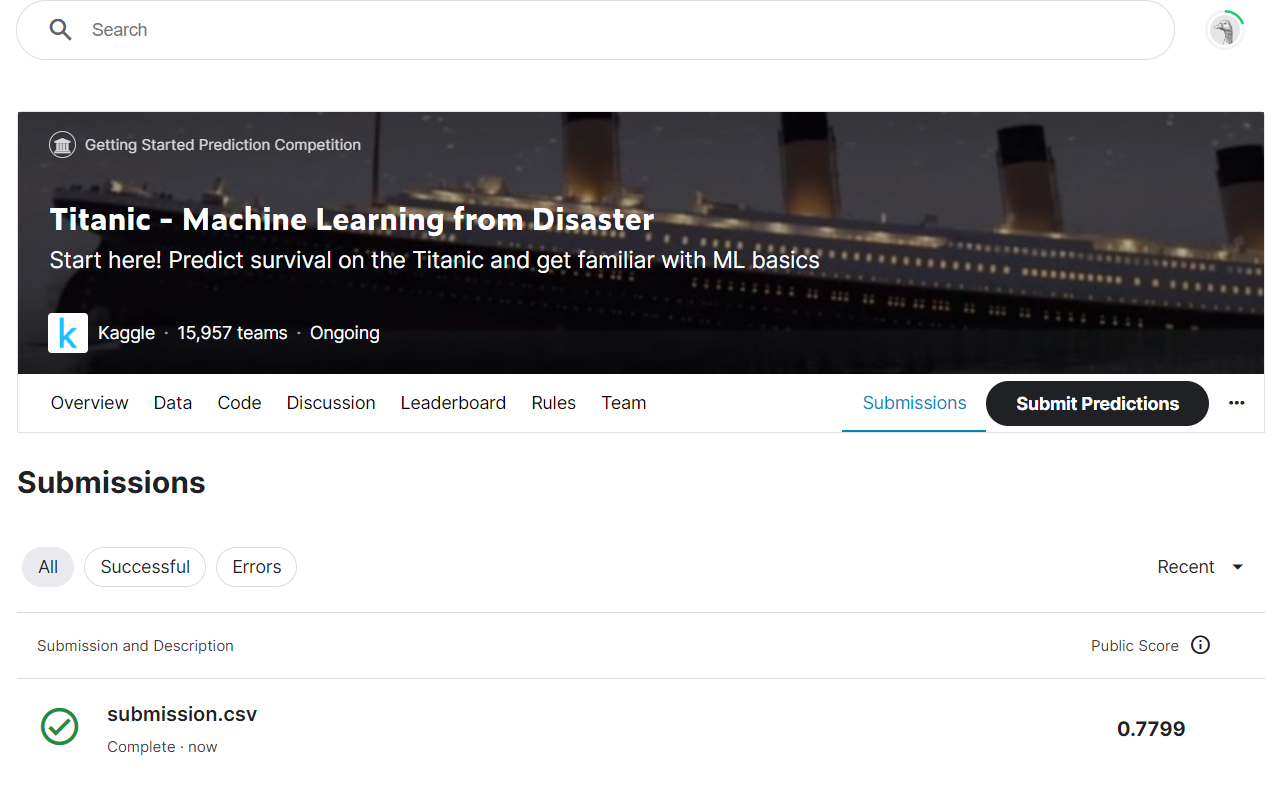 Search
Getting Started Prediction Competition
Titanic - Machine Learning from Disaster
Start here! Predict survival on the Titanic and get familiar with ML basics
k Kaggle · 15,957 teams · Ongoing
Overview Data Code Discussion Leaderboard Rules Team Submissions Submit Predictions
Submissions
All Successful Errors Recent
Submission and Description Public Score
submission.csv
0.7799
Complete · now